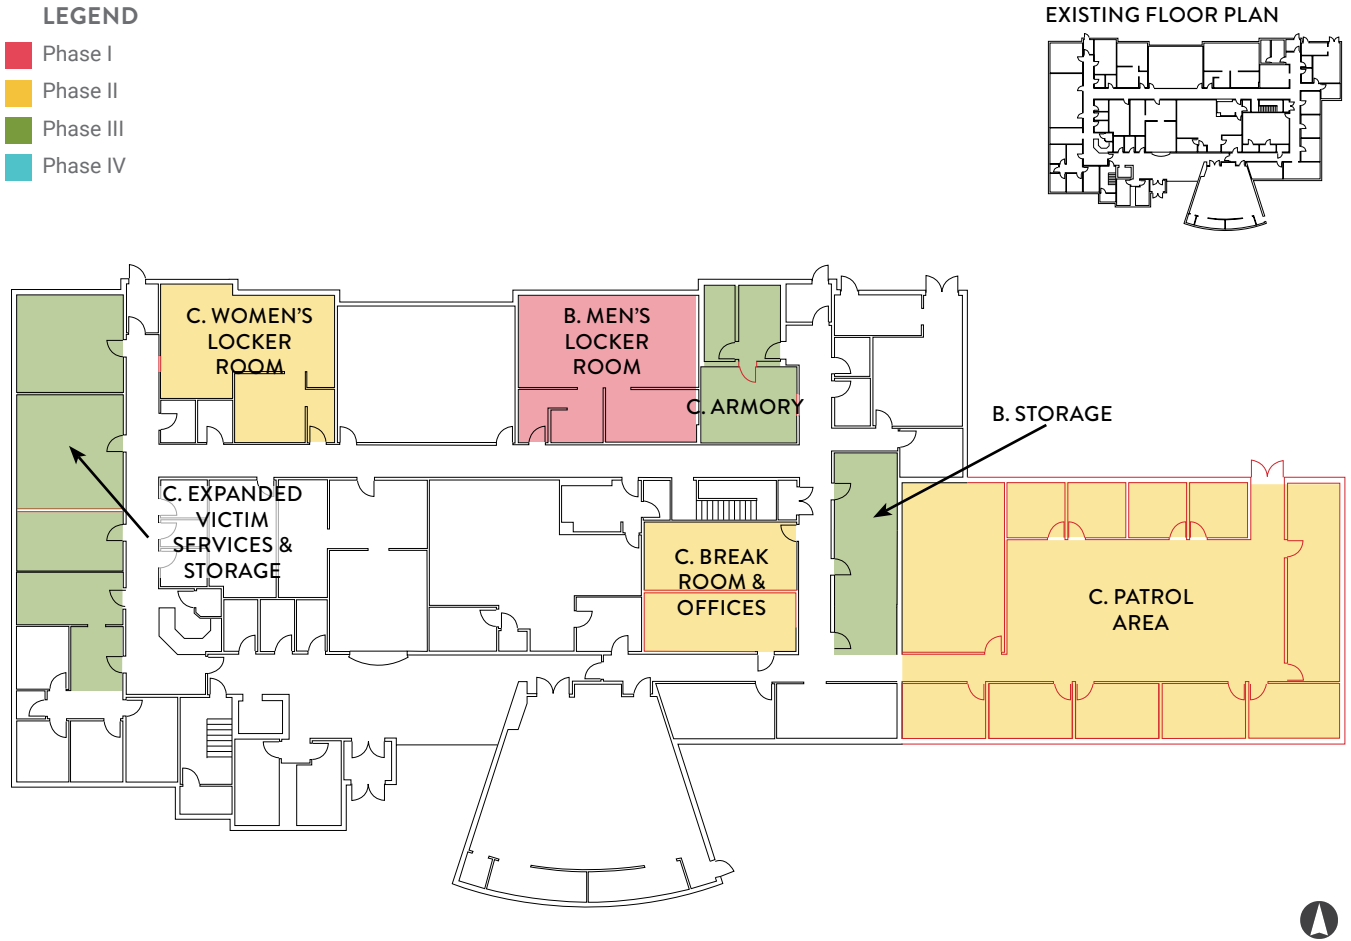 LEGEND
Phase I
Phase II
Phase III
Phase IV
EXISTING FLOOR PLAN
C. WOMEN'S
LOCKER
ROOM
B. MEN'S
LOCKER
ROOM
C. ARMORY
B. STORAGE
C. EXPANDED
VICTIM
SERVICES &
STORAGE
C. BREAK
ROOM &
OFFICES
C. PATROL
AREA